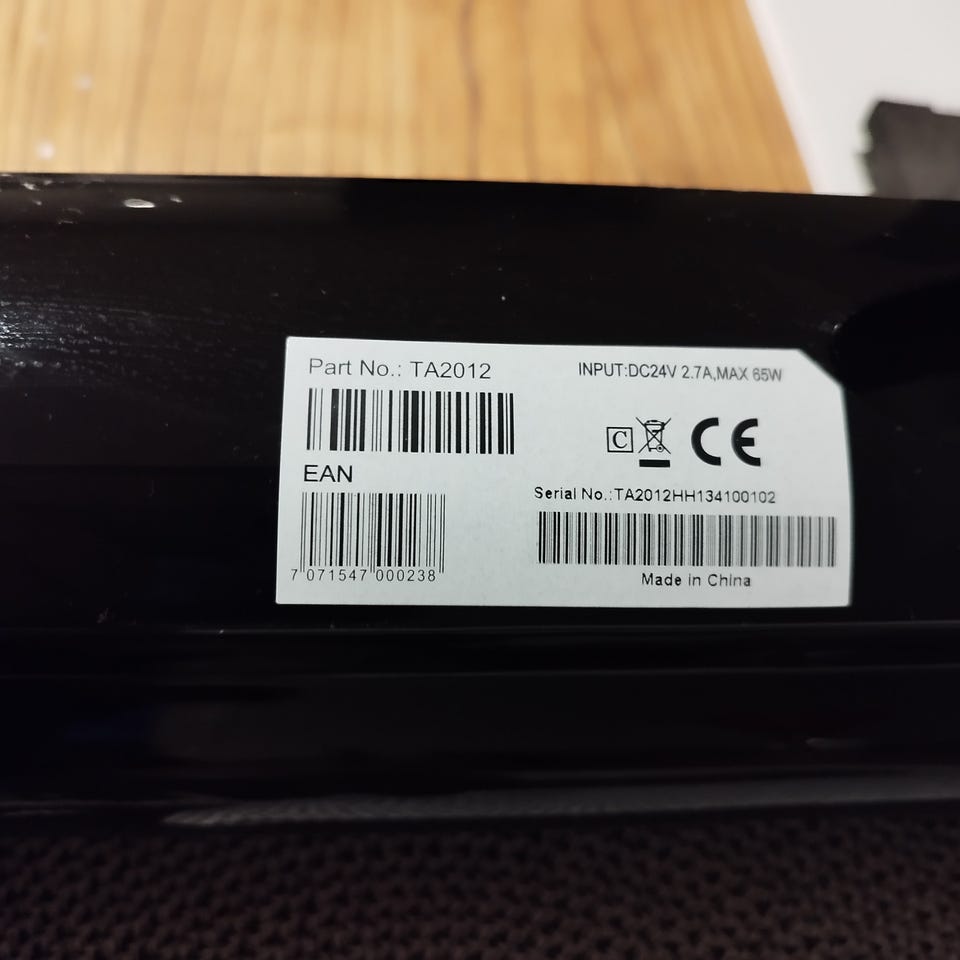 Part No.: TA2012
INPUT:DC24V 2.7A,MAX 65W
C
CE
EAN
7 071547 000238
Serial No.:TA2012HH134100102
Made in China